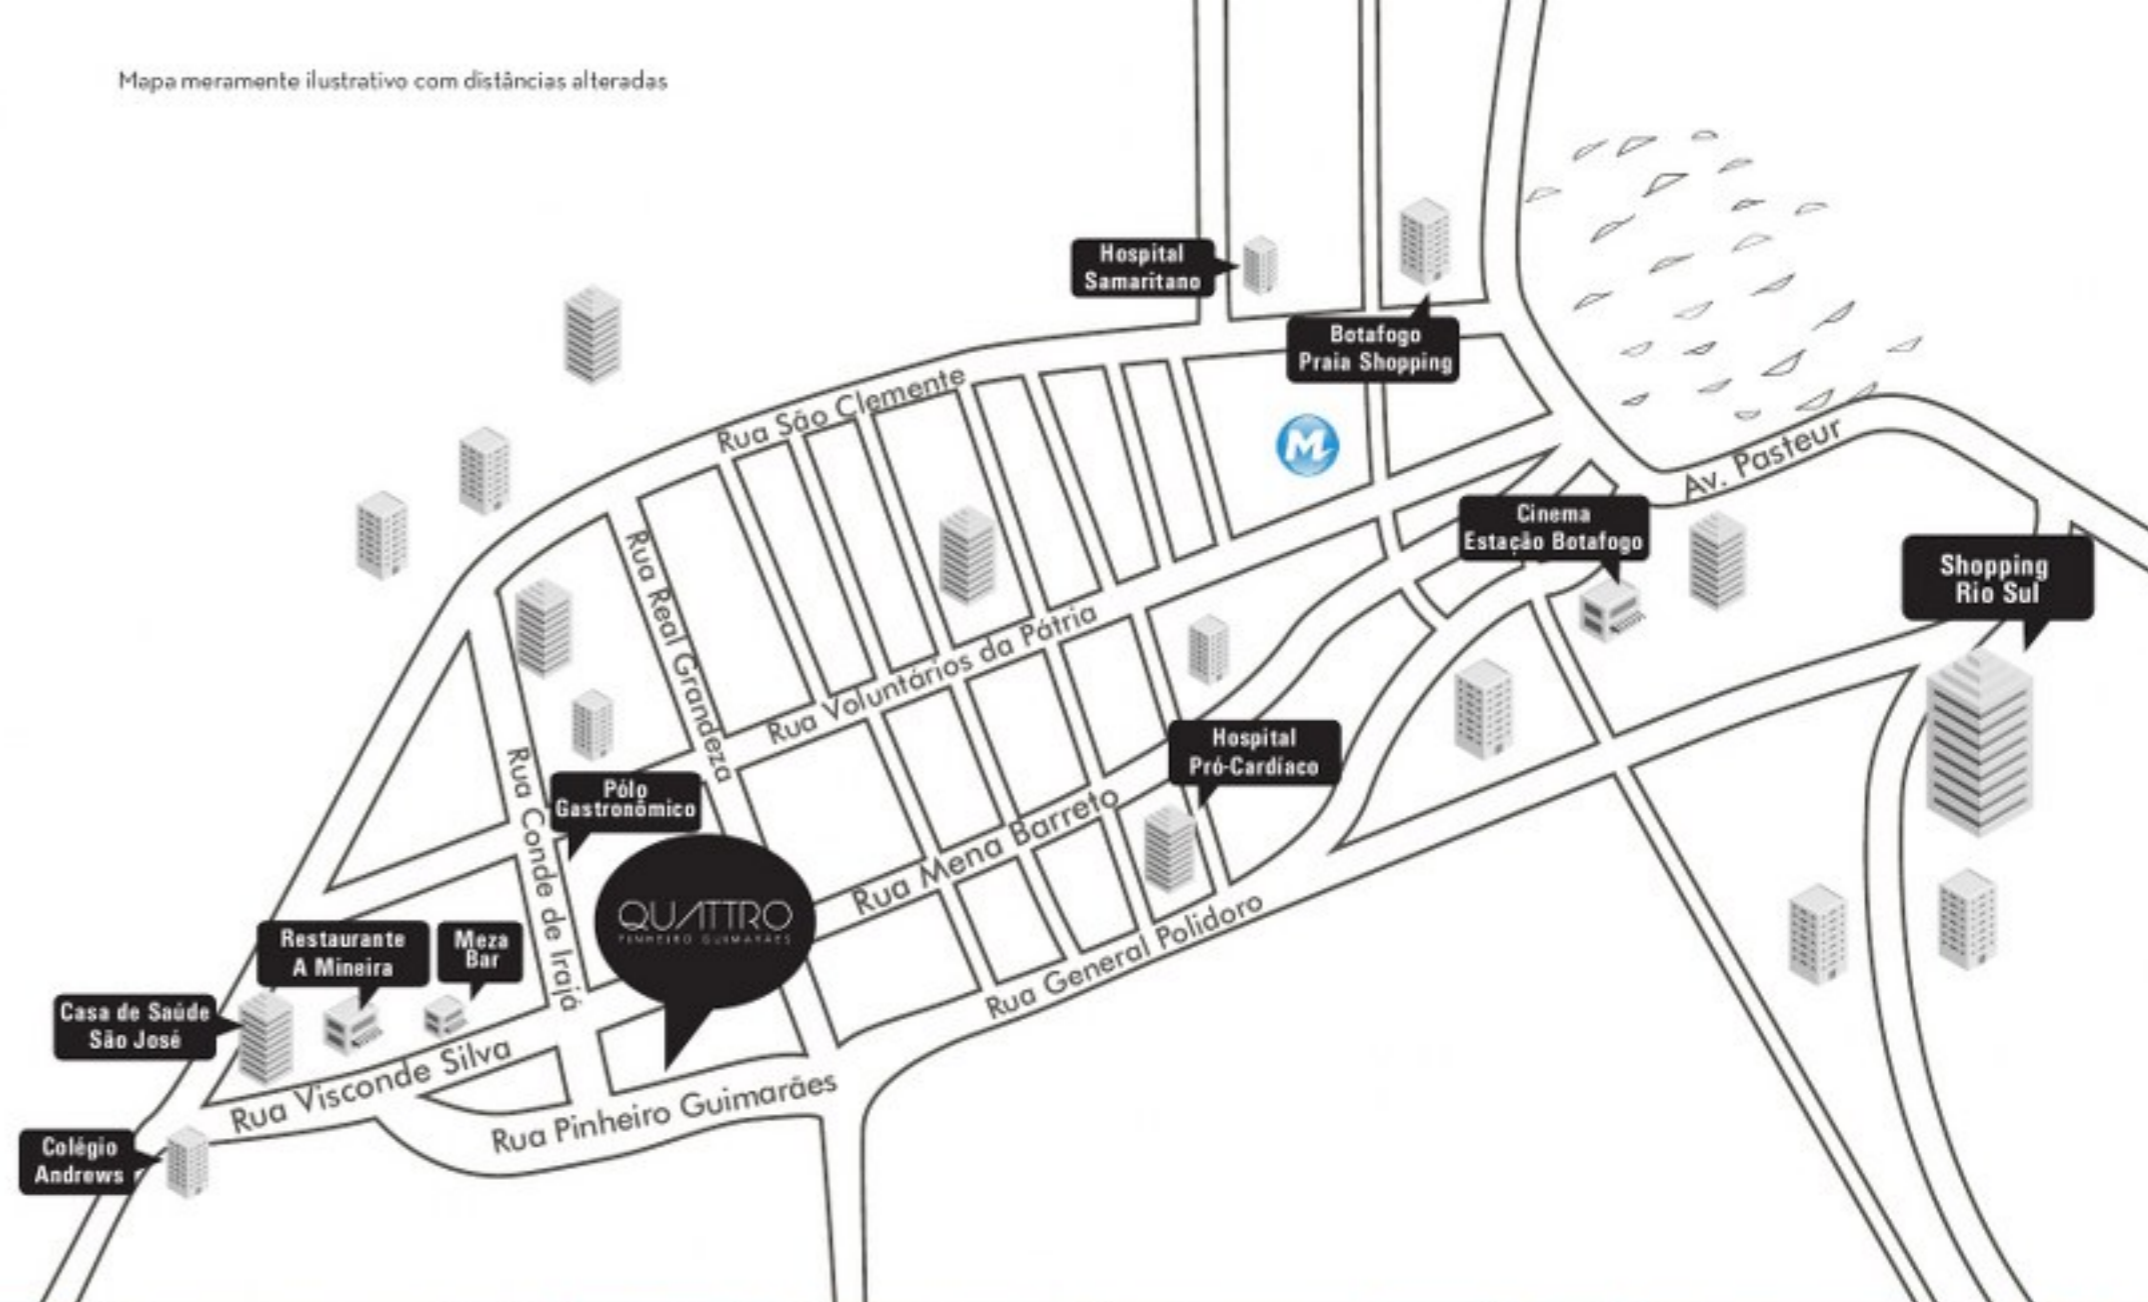 Mapa meramente ilustrativo com distâncias alteradas
Hospital
Samaritano
Botafogo
Praia Shopping
Rua São Clemente
M
Av. Pasteur
Cinema
Estação Botafogo
Shopping
Rio Sul
Rua Real Grandeza
Rua Voluntários da Pátria
Hospital
Pró-Cardíaco
Rua Conde de Irajá
Pólo
Gastronômico
Rua Mena Barreto
QUATTRO
PINHEIRO GUIMARÃES
Rua General Polidoro
Restaurante
A Mineira
Meza
Bar
Casa de Saúde
São José
Rua Visconde Silva
Rua Pinheiro Guimarães
Colégio
Andrews